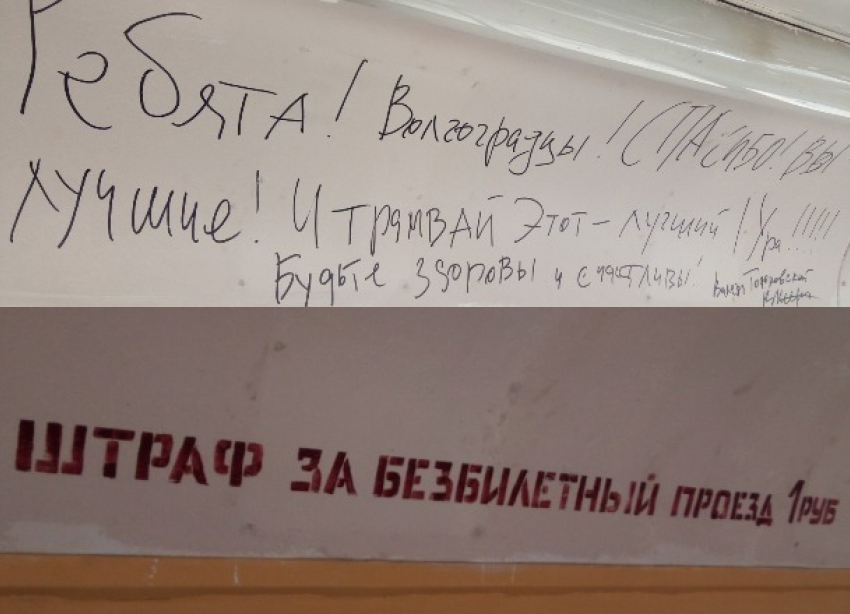 Ребята! Волгоградцы! СПАСИБО! ВЫ
лучшие! И трамвай этот - лучший! Ура!!!!!
Будьте здоровы и счастливы!
ШТРАФ ЗА БЕЗБИЛЕТНЫЙ ПРОЕЗД 1РУБ